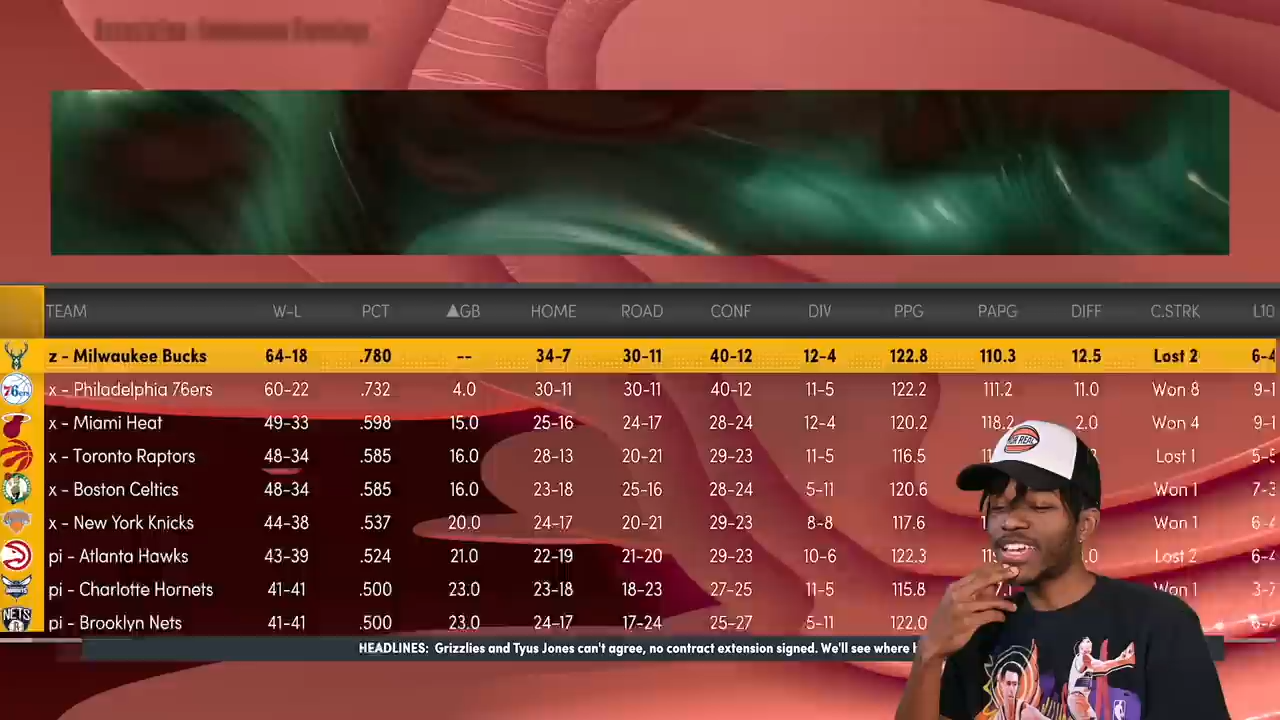 TEAM W-L PCT ▲GB HOME ROAD CONF DIV PPG PAPG DIFF C.STRK L10
z - Milwaukee Bucks 64-18 .780 -- 34-7 30-11 40-12 12-4 122.8 110.3 12.5 Lost 2 6-4
76ers x - Philadelphia 76ers 60-22 .732 4.0 30-11 30-11 40-12 11-5 122.2 111.2 11.0 Won 8 9-1
x - Miami Heat 49-33 .598 15.0 25-16 24-17 28-24 12-4 120.2 118.2 2.0 Won 4 9-1
x - Toronto Raptors 48-34 .585 16.0 28-13 20-21 29-23 11-5 116.5 Lost 1
x - Boston Celtics 48-34 .585 16.0 23-18 25-16 28-24 5-11 120.6 Won 1 7-3
x - New York Knicks 44-38 .537 20.0 24-17 20-21 29-23 8-8 117.6 Won 1
pi - Atlanta Hawks 43-39 .524 21.0 22-19 21-20 29-23 10-6 122.3 Lost 2 6-4
pi - Charlotte Hornets 41-41 .500 23.0 23-18 18-23 27-25 11-5 115.8 Won 1
NETS pi - Brooklyn Nets 41-41 .500 23.0 24-17 17-24 25-27 5-11 122.0
HEADLINES: Grizzlies and Tyus Jones can't agree, no contract extension signed. We'll see where
FOR REAL